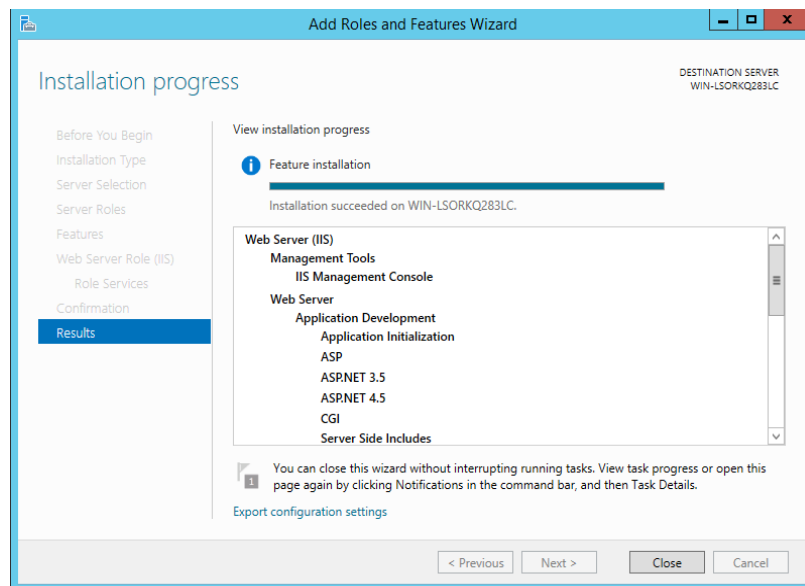 Add Roles and Features Wizard
Installation progress
DESTINATION SERVER
WIN-LSORKQ283LC
Before You Begin
Installation Type
Server Selection
Server Roles
Features
Web Server Role (IIS)
Role Services
Confirmation
Results
View installation progress
Feature installation
Installation succeeded on WIN-LSORKQ283LC.
Web Server (IIS)
Management Tools
IIS Management Console
Web Server
Application Development
Application Initialization
ASP
ASP.NET 3.5
ASP.NET 4.5
CGI
Server Side Includes
1
You can close this wizard without interrupting running tasks. View task progress or open this
page again by clicking Notifications in the command bar, and then Task Details.
Export configuration settings
< Previous
Next >
Close
Cancel